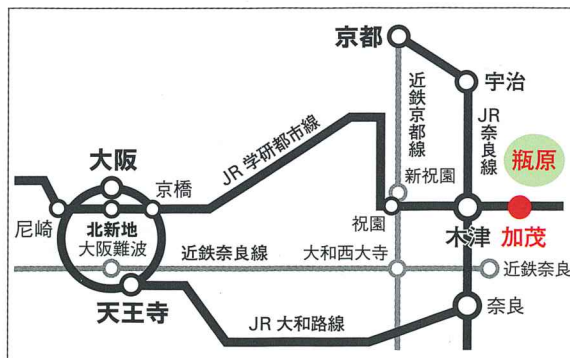 京都
宇治
近鉄京都線
JR奈良線
瓶原
JR 学研都市線
新祝園
大阪
京橋
尼崎
北新地
祝園
木津
加茂
大阪難波
近鉄奈良線
大和西大寺
近鉄奈良
天王寺
奈良
JR 大和路線